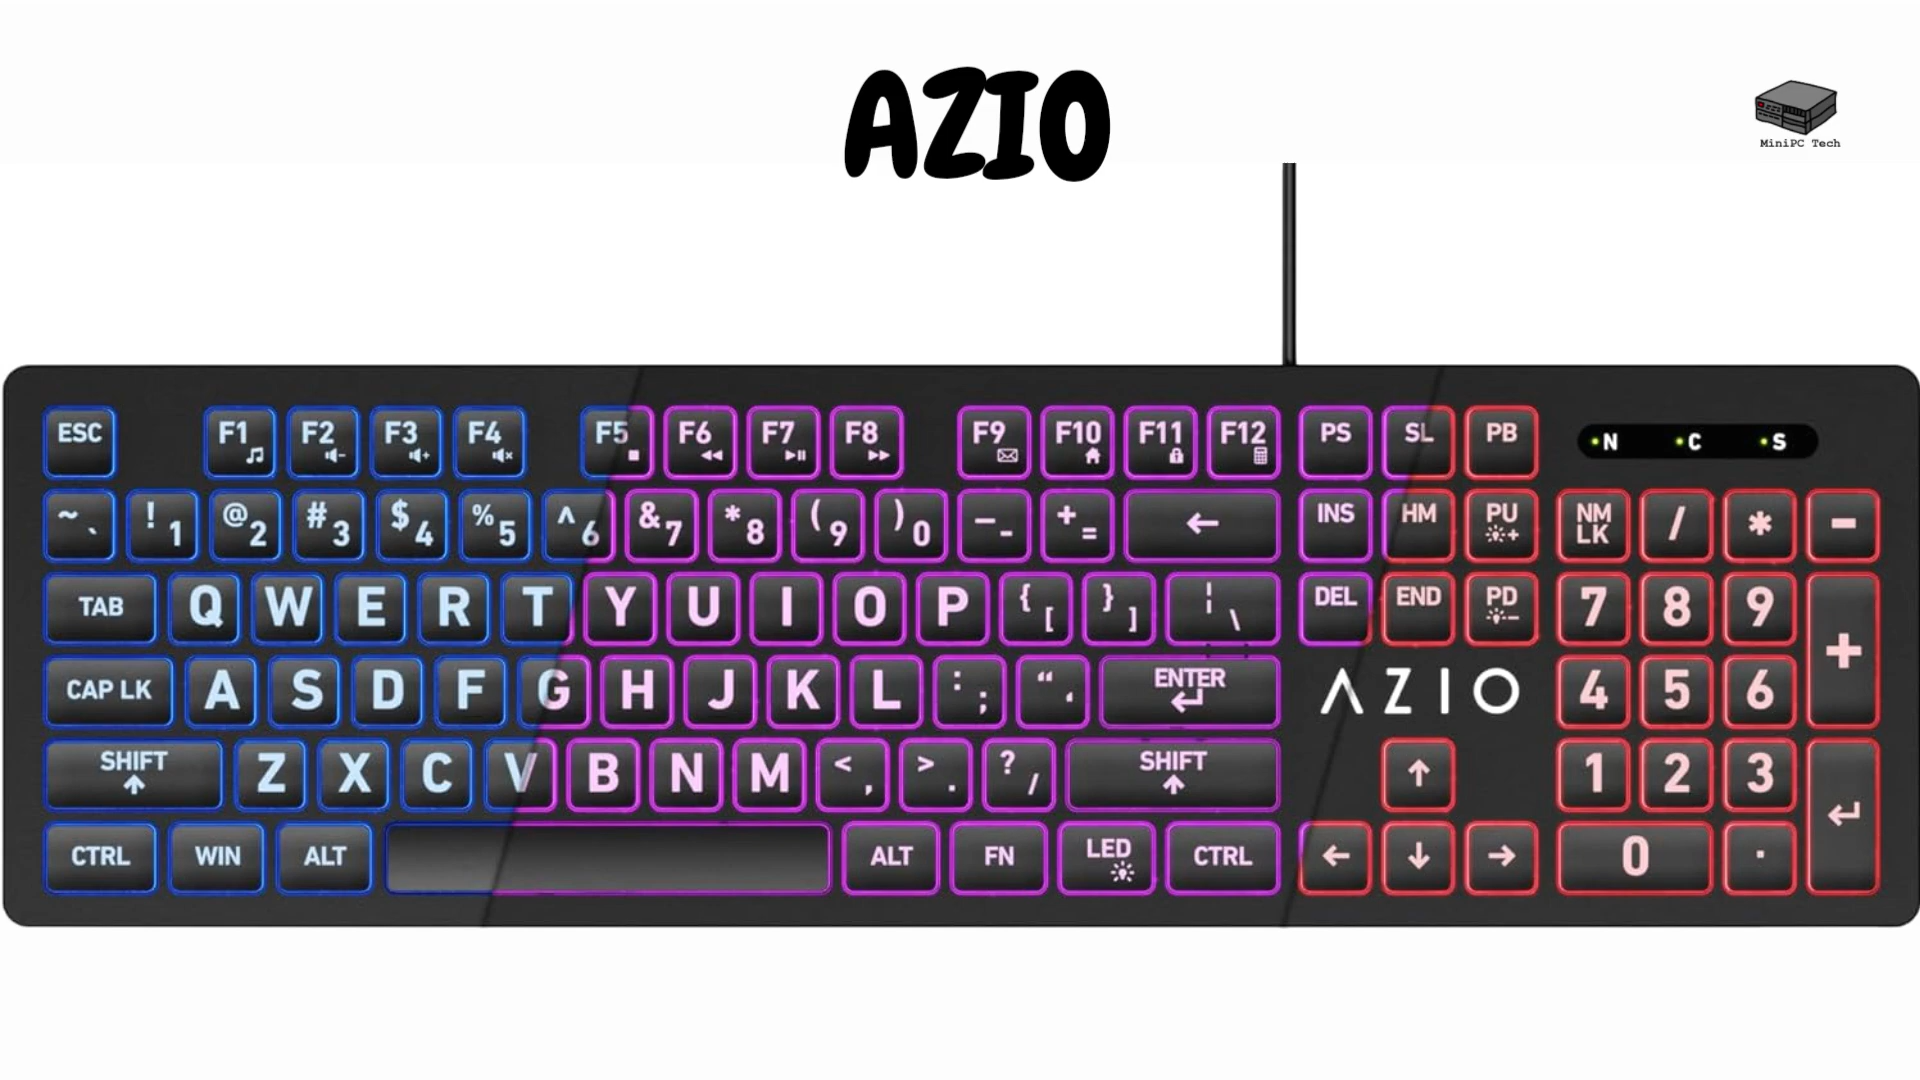 AZIO
MiniPC Tech
ESC F1 F2 F3 F4 F5 F6 F7 F8 F9 F10 F11 F12 PS SL PB N C S
~ ` ! 1 @ 2 # 3 $ 4 % 5 ^ 6 & 7 * 8 ( 9 ) 0 _ - + = ← INS HM PU NM LK / * -
TAB Q W E R T Y U I O P { [ } ] ¦ \ DEL END PD 7 8 9 +
CAP LK A S D F G H J K L : ; “ ‘ ENTER AZIO 4 5 6
SHIFT ↑ Z X C V B N M < , > . ? / SHIFT ↑ ↑ 1 2 3 ↵
CTRL WIN ALT ALT FN LED CTRL ← ↓ → 0 .